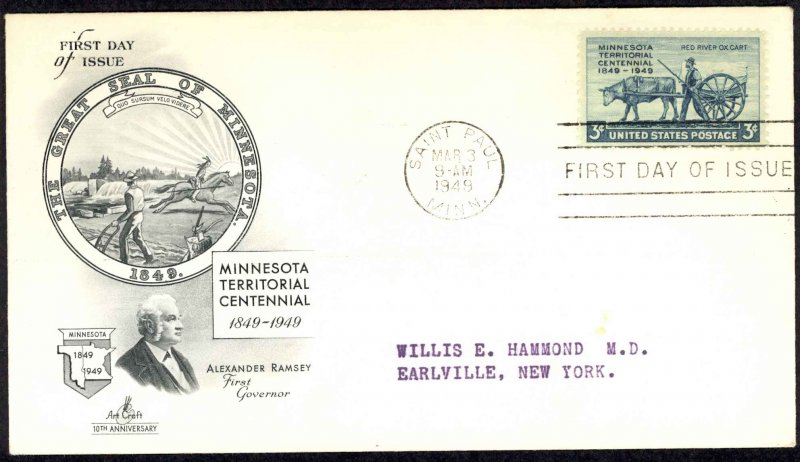 FIRST DAY
of ISSUE
THE GREAT SEAL OF MINNESOTA.
QUO SURSUM VELO VIDERE
1849.
MINNESOTA
TERRITORIAL
CENTENNIAL
1849-1949
ALEXANDER RAMSEY
First
Governor
MINNESOTA
1849
1949
Art Craft
10TH ANNIVERSARY
SAINT PAUL
MAR 3
9-AM
1949
MINN.
MINNESOTA
TERRITORIAL
CENTENNIAL
1849-1949
RED RIVER OX CART
3¢ UNITED STATES POSTAGE 3¢
FIRST DAY OF ISSUE
WILLIS E. HAMMOND M.D.
EARLVILLE, NEW YORK.